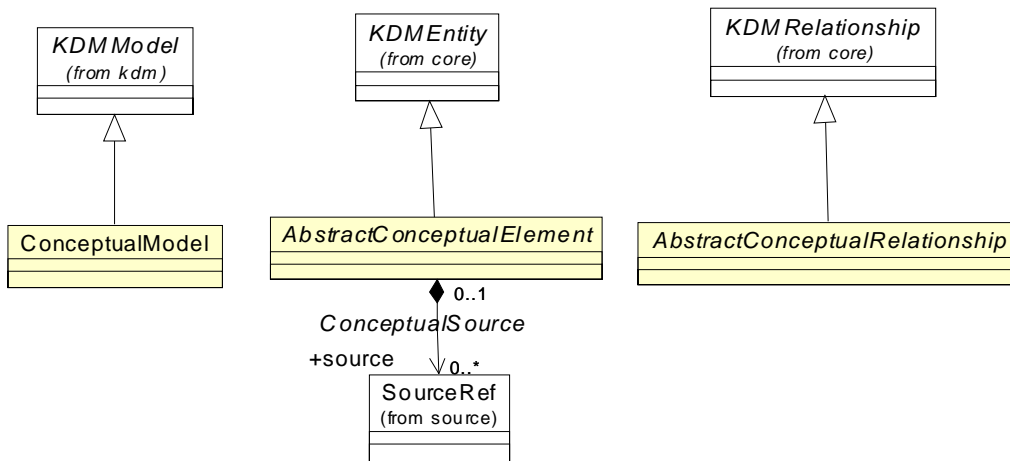 KDMModel
(from kdm)
ConceptualModel
KDMEntity
(from core)
AbstractConceptualElement
0..1
ConceptualSource
+source
0..*
SourceRef
(from source)
KDMRelationship
(from core)
AbstractConceptualRelationship